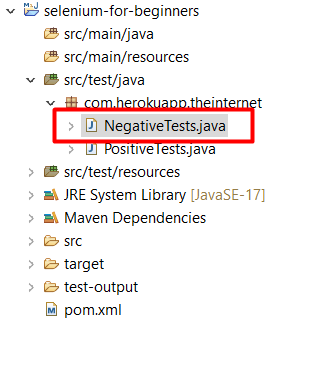 selenium-for-beginners
src/main/java
src/main/resources
src/test/java
com.herokuapp.theinternet
NegativeTests.java
PositiveTests.java
src/test/resources
JRE System Library [JavaSE-17]
Maven Dependencies
src
target
test-output
pom.xml